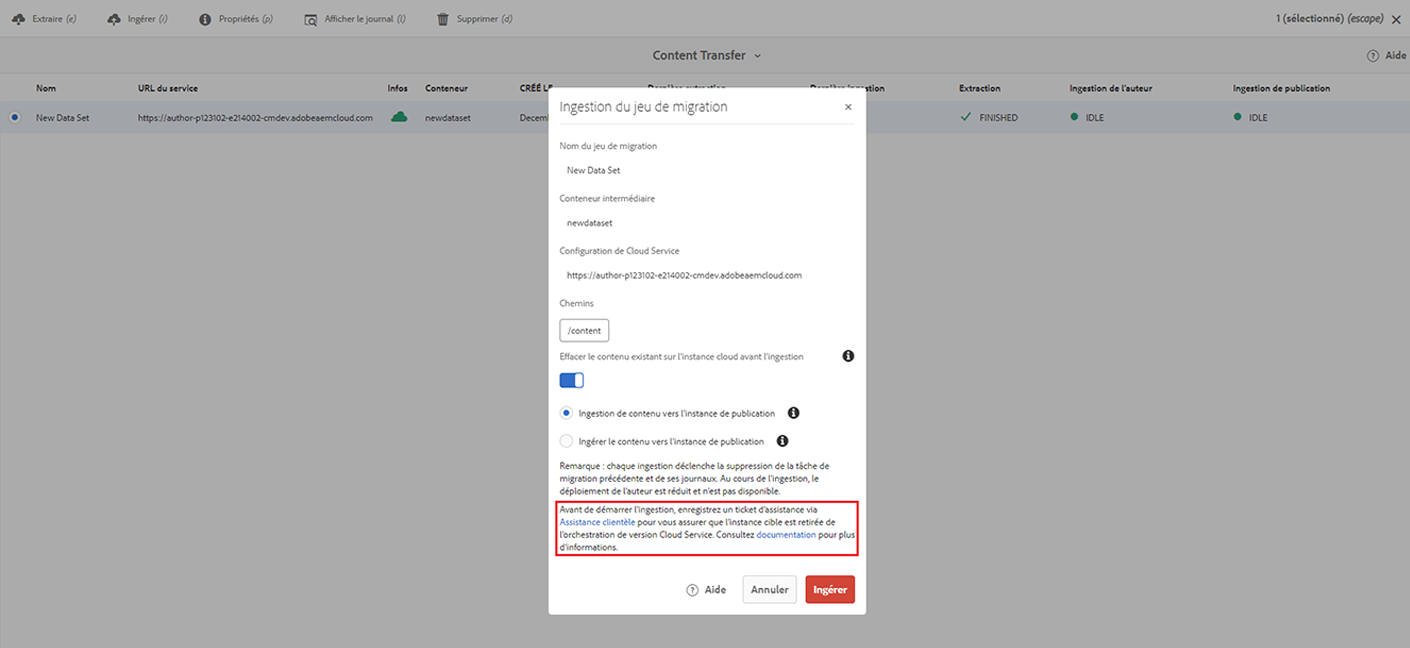 Extraire (e) Ingérer (i) Propriétés (p) Afficher le journal (l) Supprimer (d) 1 (sélectionné) (escape)
Content Transfer
Aide
Nom URL du service Infos Conteneur CRÉÉ LE Dernière extraction Dernière ingestion Extraction Ingestion de l'auteur Ingestion de publication
New Data Set https://author-p123102-e214002-cmdev.adobeaemcloud.com newdataset Decem FINISHED IDLE IDLE
Ingestion du jeu de migration
Nom du jeu de migration
New Data Set
Conteneur intermédiaire
newdataset
Configuration de Cloud Service
https://author-p123102-e214002-cmdev.adobeaemcloud.com
Chemins
/content
Effacer le contenu existant sur l'instance cloud avant l'ingestion
Ingestion de contenu vers l'instance de publication
Ingérer le contenu vers l'instance de publication
Remarque : chaque ingestion déclenche la suppression de la tâche de
migration précédente et de ses journaux. Au cours de l'ingestion, le
déploiement de l'auteur est réduit et n'est pas disponible.
Avant de démarrer l'ingestion, enregistrez un ticket d'assistance via
Assistance clientèle pour vous assurer que l'instance cible est retirée de
l'orchestration de version Cloud Service. Consultez documentation pour plus
d'informations.
Aide Annuler Ingérer